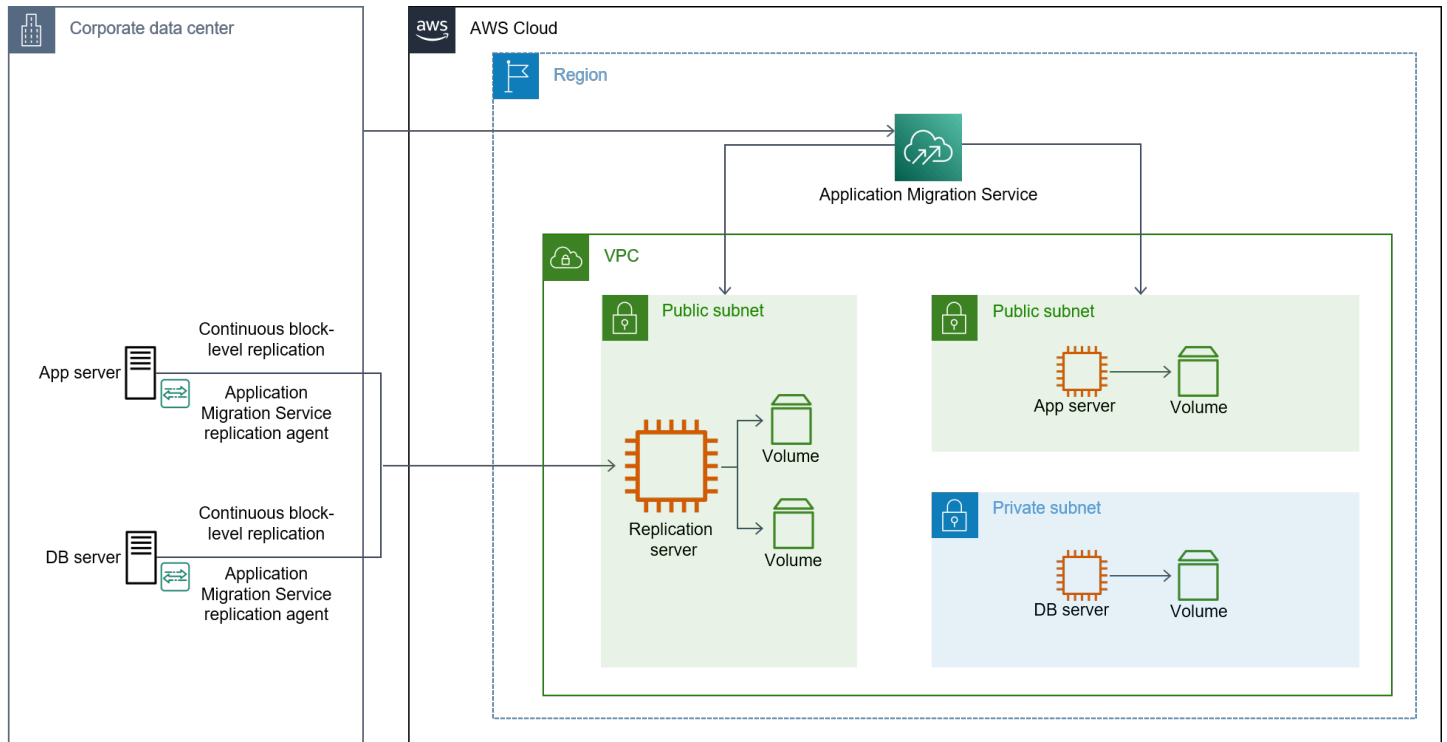 Corporate data center
aws
AWS Cloud
Region
Application Migration Service
VPC
Public subnet
Public subnet
Continuous block-
level replication
App server
Application
Migration Service
replication agent
App server
Volume
Volume
Replication
server
Volume
Continuous block-
level replication
DB server
Application
Migration Service
replication agent
Private subnet
DB server
Volume